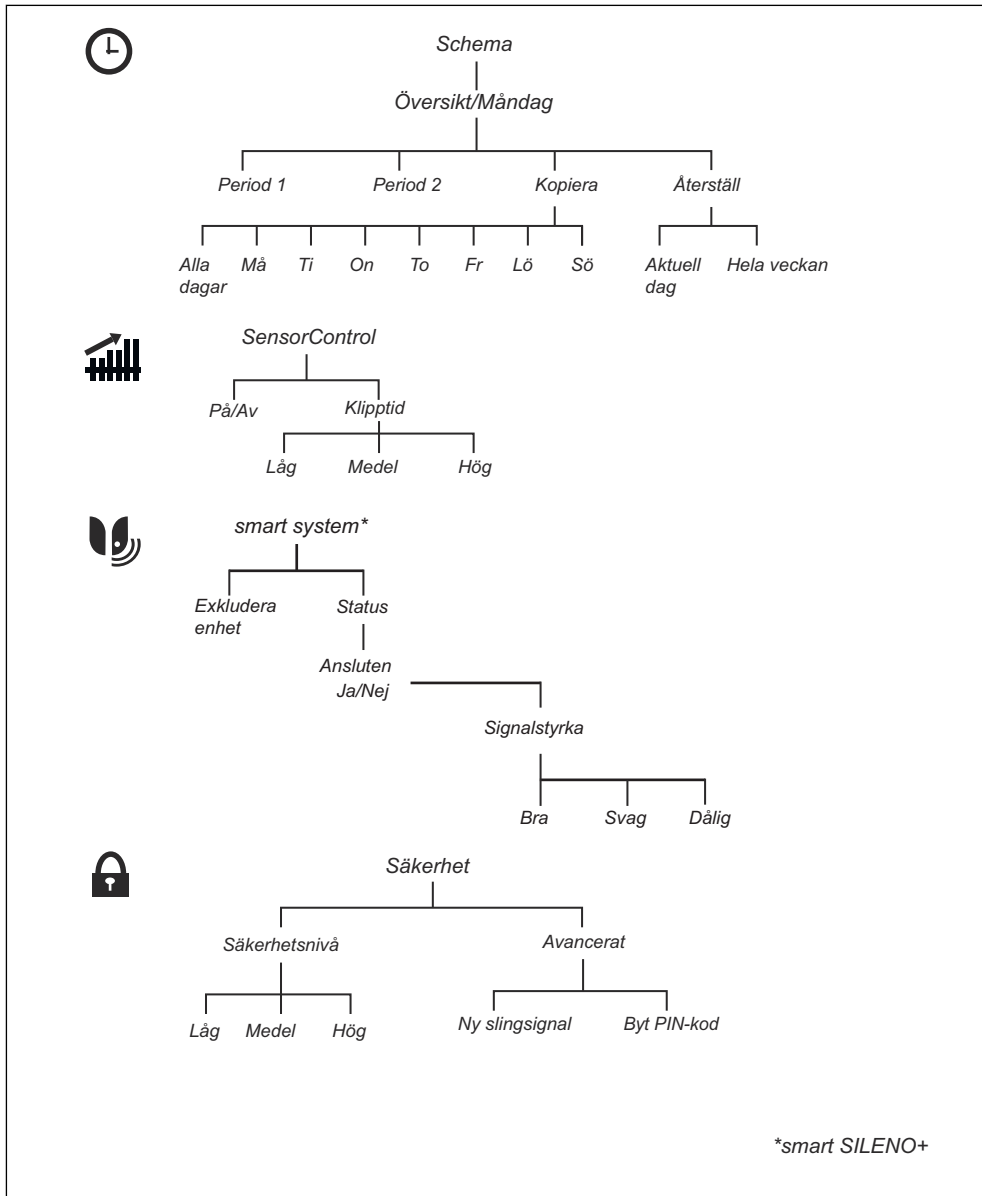 Schema
Översikt/Måndag
Period 1 Period 2 Kopiera Återställ
Alla dagar Må Ti On To Fr Lö Sö Aktuell dag Hela veckan
SensorControl
På/Av Klipptid
Låg Medel Hög
smart system*
Exkludera enhet Status
Ansluten
Ja/Nej
Signalstyrka
Bra Svag Dålig
Säkerhet
Säkerhetsnivå Avancerat
Låg Medel Hög Ny slingsignal Byt PIN-kod
*smart SILENO+